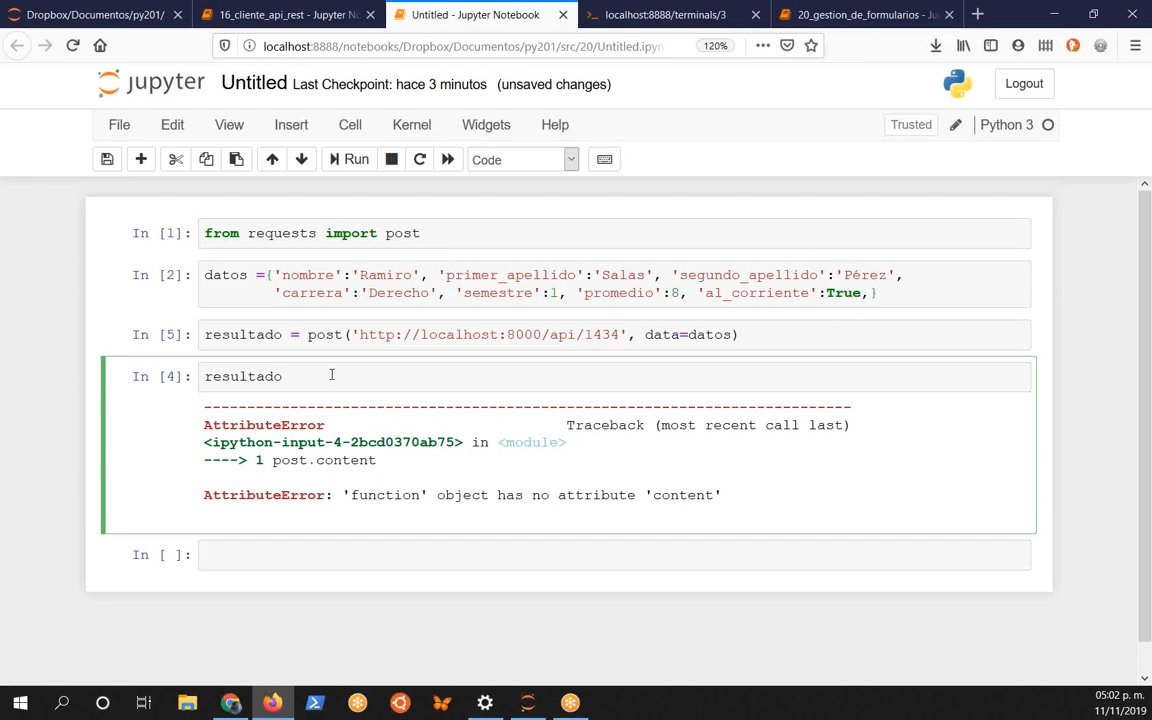 Dropbox/Documentos/py201/
16_cliente_api_rest - Jupyter No
Untitled - Jupyter Notebook
localhost:8888/terminals/3
20_gestion_de_formularios - Ju
localhost:8888/notebooks/Dropbox/Documentos/py201/src/20/Untitled.ipyn
120%
jupyter Untitled Last Checkpoint: hace 3 minutos (unsaved changes)
Logout
File Edit View Insert Cell Kernel Widgets Help
Trusted
Python 3
Run
Code
In [1]: from requests import post
In [2]: datos ={'nombre':'Ramiro', 'primer_apellido':'Salas', 'segundo_apellido':'Pérez',
'carrera':'Derecho', 'semestre':1, 'promedio':8, 'al_corriente':True,}
In [5]: resultado = post('http://localhost:8000/api/1434', data=datos)
In [4]: resultado
---------------------------------------------------------------------------
AttributeError Traceback (most recent call last)
<ipython-input-4-2bcd0370ab75> in <module>
----> 1 post.content
AttributeError: 'function' object has no attribute 'content'
In [ ]:
05:02 p. m.
11/11/2019